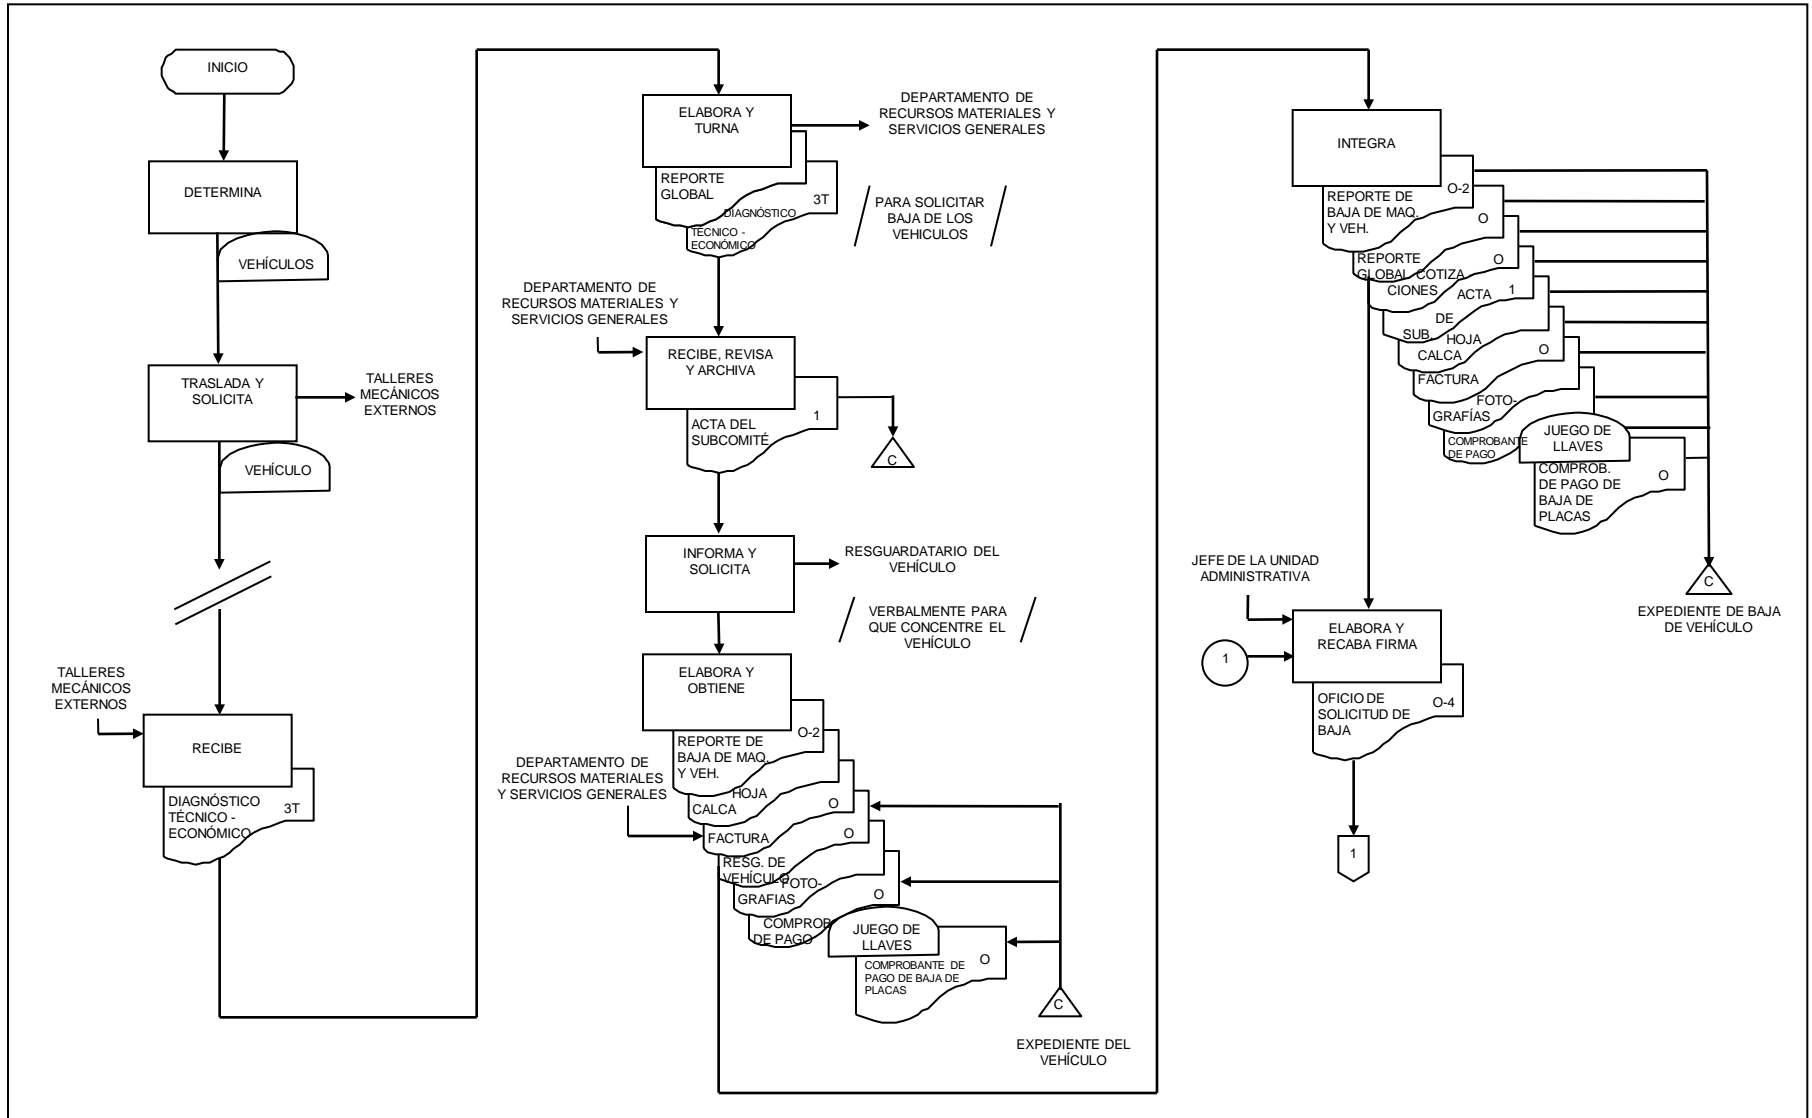 INICIO
DETERMINA
VEHÍCULOS
TRASLADA Y
SOLICITA
TALLERES
MECÁNICOS
EXTERNOS
VEHÍCULO
TALLERES
MECÁNICOS
EXTERNOS
RECIBE
DIAGNÓSTICO
TÉCNICO -
ECONÓMICO
3T
ELABORA Y
TURNA
DEPARTAMENTO DE
RECURSOS MATERIALES Y
SERVICIOS GENERALES
REPORTE
GLOBAL
DIAGNÓSTICO
TÉCNICO -
ECONÓMICO
3T
PARA SOLICITAR
BAJA DE LOS
VEHICULOS
DEPARTAMENTO DE
RECURSOS MATERIALES Y
SERVICIOS GENERALES
RECIBE, REVISA
Y ARCHIVA
ACTA DEL
SUBCOMITÉ
1
C
INFORMA Y
SOLICITA
RESGUARDATARIO DEL
VEHÍCULO
VERBALMENTE PARA
QUE CONCENTRE EL
VEHÍCULO
ELABORA Y
OBTIENE
REPORTE DE
BAJA DE MAQ.
Y VEH.
O-2
DEPARTAMENTO DE
RECURSOS MATERIALES
Y SERVICIOS GENERALES
HOJA
CALCA
O
FACTURA
O
RESG. DE
VEHÍCULO
FOTO-
GRAFIAS
O
COMPROB
DE PAGO
JUEGO DE
LLAVES
COMPROBANTE DE
PAGO DE BAJA DE
PLACAS
O
C
EXPEDIENTE DEL
VEHÍCULO
INTEGRA
REPORTE DE
BAJA DE MAQ.
Y VEH.
O-2
O
REPORTE
GLOBAL
COTIZA
CIONES
O
ACTA
DE
SUB.
1
HOJA
CALCA
O
FACTURA
FOTO-
GRAFÍAS
COMPROBANTE
DE PAGO
JUEGO DE
LLAVES
COMPROB.
DE PAGO DE
BAJA DE
PLACAS
O
C
EXPEDIENTE DE BAJA
DE VEHÍCULO
JEFE DE LA UNIDAD
ADMINISTRATIVA
1
ELABORA Y
RECABA FIRMA
OFICIO DE
SOLICITUD DE
BAJA
O-4
1